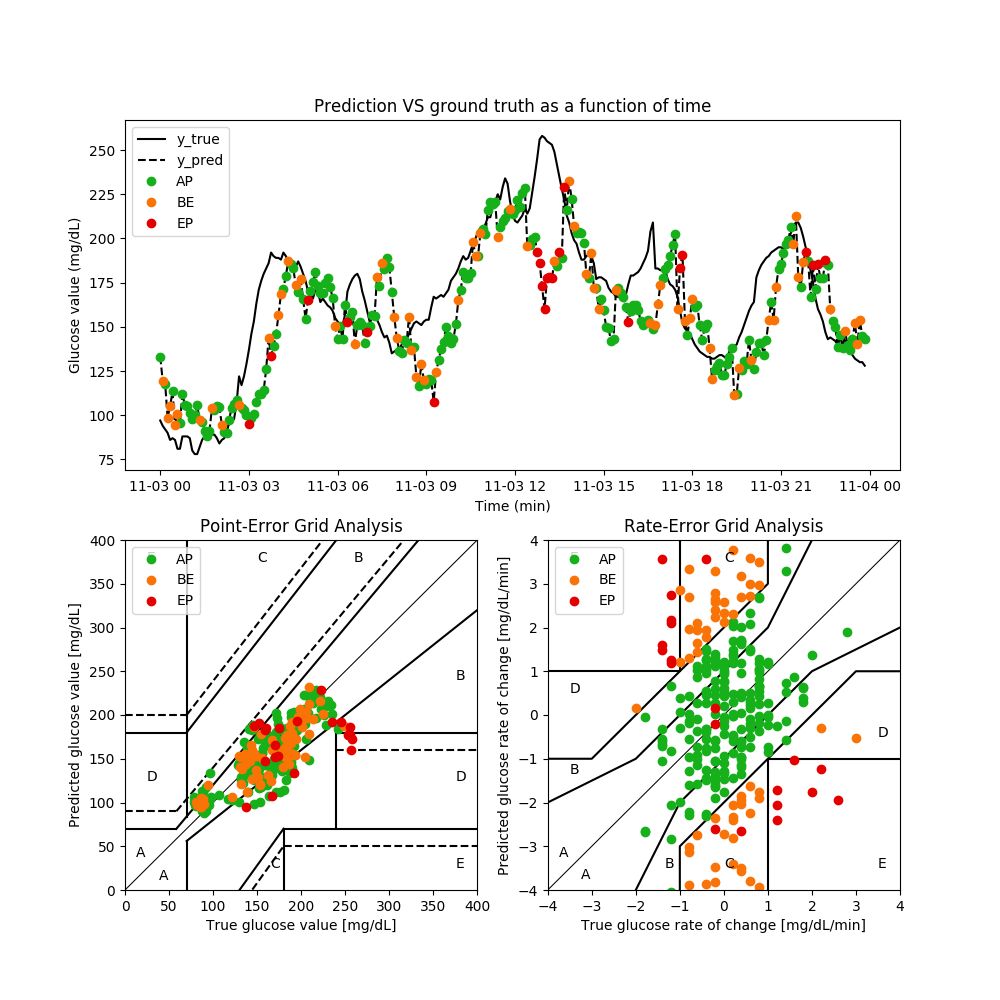 Prediction VS ground truth as a function of time
Glucose value (mg/dL)
250
225
200
175
150
125
100
75
y_true
y_pred
AP
BE
EP
11-03 00 11-03 03 11-03 06 11-03 09 11-03 12 11-03 15 11-03 18 11-03 21 11-04 00
Time (min)
Point-Error Grid Analysis
Predicted glucose value [mg/dL]
400
350
300
250
200
150
100
50
0
AP
BE
EP
C
B
B
D
D
A
A
C
E
0 50 100 150 200 250 300 350 400
True glucose value [mg/dL]
Rate-Error Grid Analysis
Predicted glucose rate of change [mg/dL/min]
4
3
2
1
0
−1
−2
−3
−4
AP
BE
EP
C
D
D
B
A
A
B
C
E
−4 −3 −2 −1 0 1 2 3 4
True glucose rate of change [mg/dL/min]